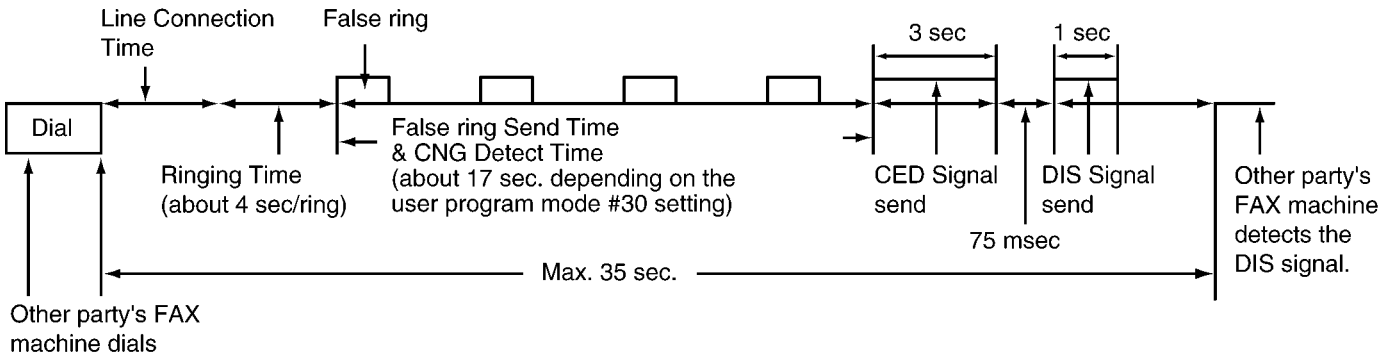 Line Connection
Time
False ring
3 sec
1 sec
Dial
False ring Send Time
& CNG Detect Time
(about 17 sec. depending on the
user program mode #30 setting)
Ringing Time
(about 4 sec/ring)
CED Signal
send
DIS Signal
send
75 msec
Other party's
FAX machine
detects the
DIS signal.
Max. 35 sec.
Other party's FAX
machine dials